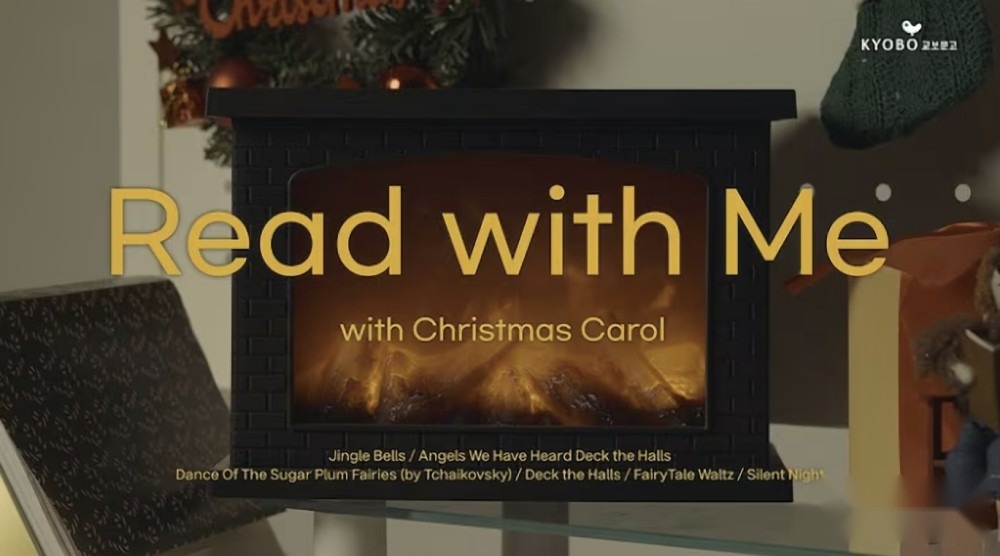 Christmas
KYOBO 교보문고
Read with Me
with Christmas Carol
Jingle Bells / Angels We Have Heard Deck the Halls
Dance Of The Sugar Plum Fairies (by Tchaikovsky) / Deck the Halls / FairyTale Waltz / Silent Night